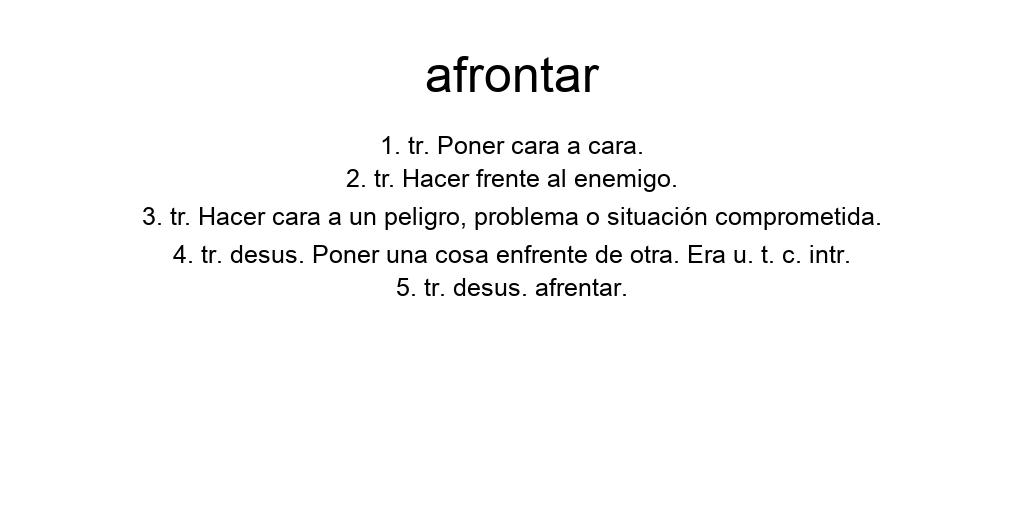 afrontar
1. tr. Poner cara a cara.
2. tr. Hacer frente al enemigo.
3. tr. Hacer cara a un peligro, problema o situación comprometida.
4. tr. desus. Poner una cosa enfrente de otra. Era u. t. c. intr.
5. tr. desus. afrentar.